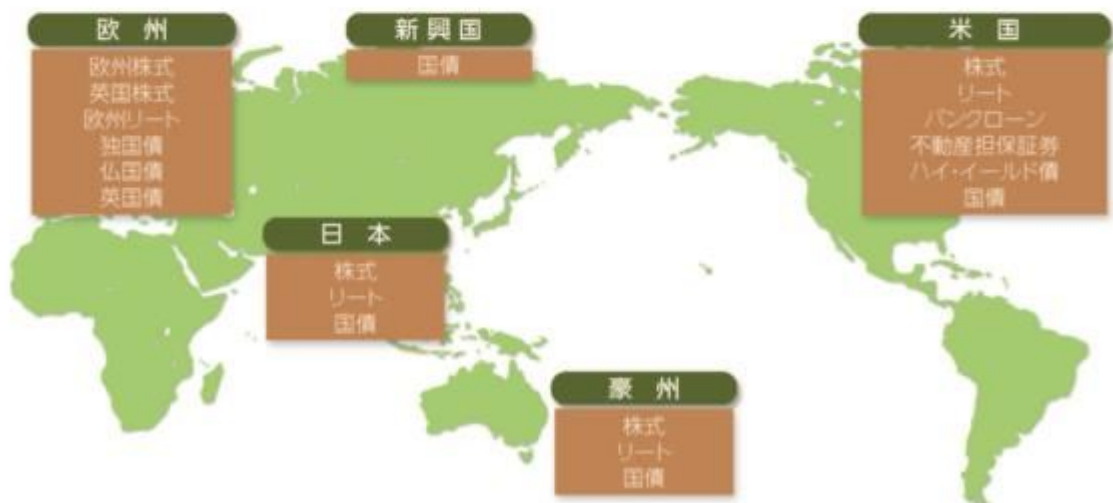 欧州
欧州株式
英国株式
欧州リート
独国債
仏国債
英国債
新興国
国債
米国
株式
リート
バンクローン
不動産担保証券
ハイ・イールド債
国債
日本
株式
リート
国債
豪州
株式
リート
国債